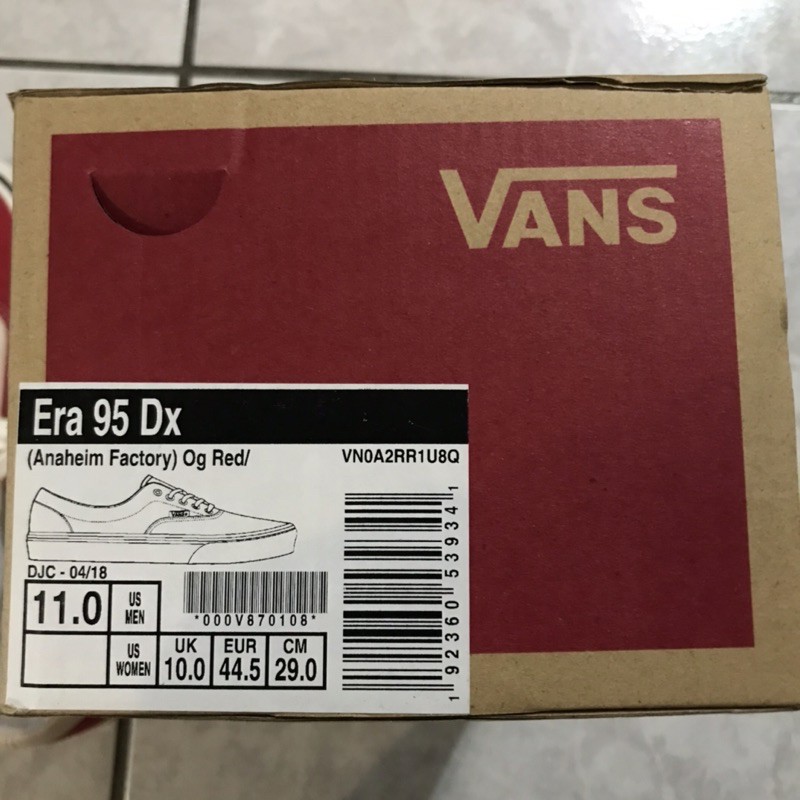 VANS
Era 95 Dx
(Anaheim Factory) Og Red/
VN0A2RR1U8Q
DJC - 04/18
11.0 US MEN
*000V870108*
US WOMEN
UK 10.0
EUR 44.5
CM 29.0
1 92360 53934 1